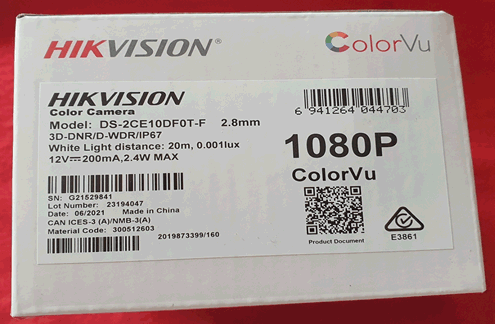 HIKVISION®
ColorVu
HIKVISION
Color Camera
Model: DS-2CE10DF0T-F 2.8mm
3D-DNR/D-WDR/IP67
White Light distance: 20m, 0.001lux
12V⎓200mA,2.4W MAX
6 941264 044703
1080P
ColorVu
SN: G21529841
Lot Number: 23194047
Date: 06/2021 Made in China
CAN ICES-3 (A)/NMB-3(A)
Material Code: 300512603
2019873399/160
Product Document
E3861